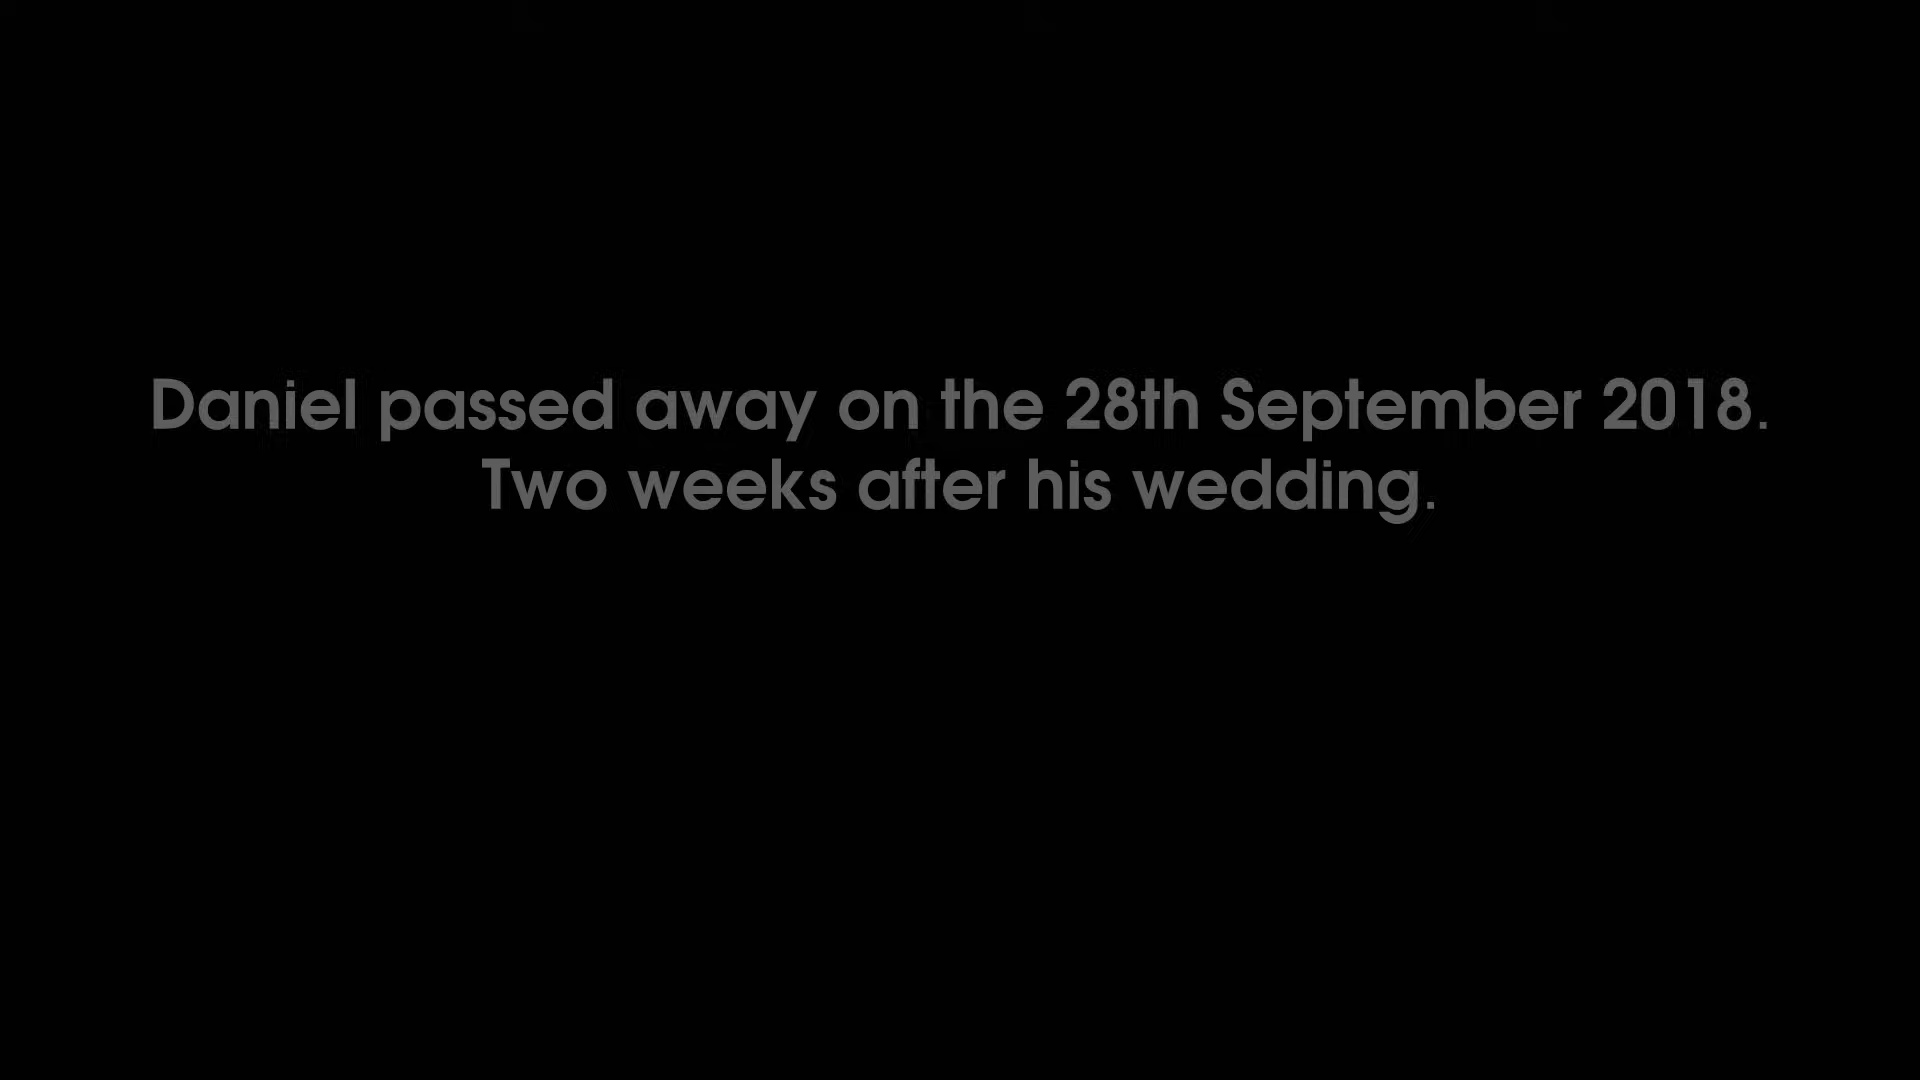 Daniel passed away on the 28th September 2018.
Two weeks after his wedding.